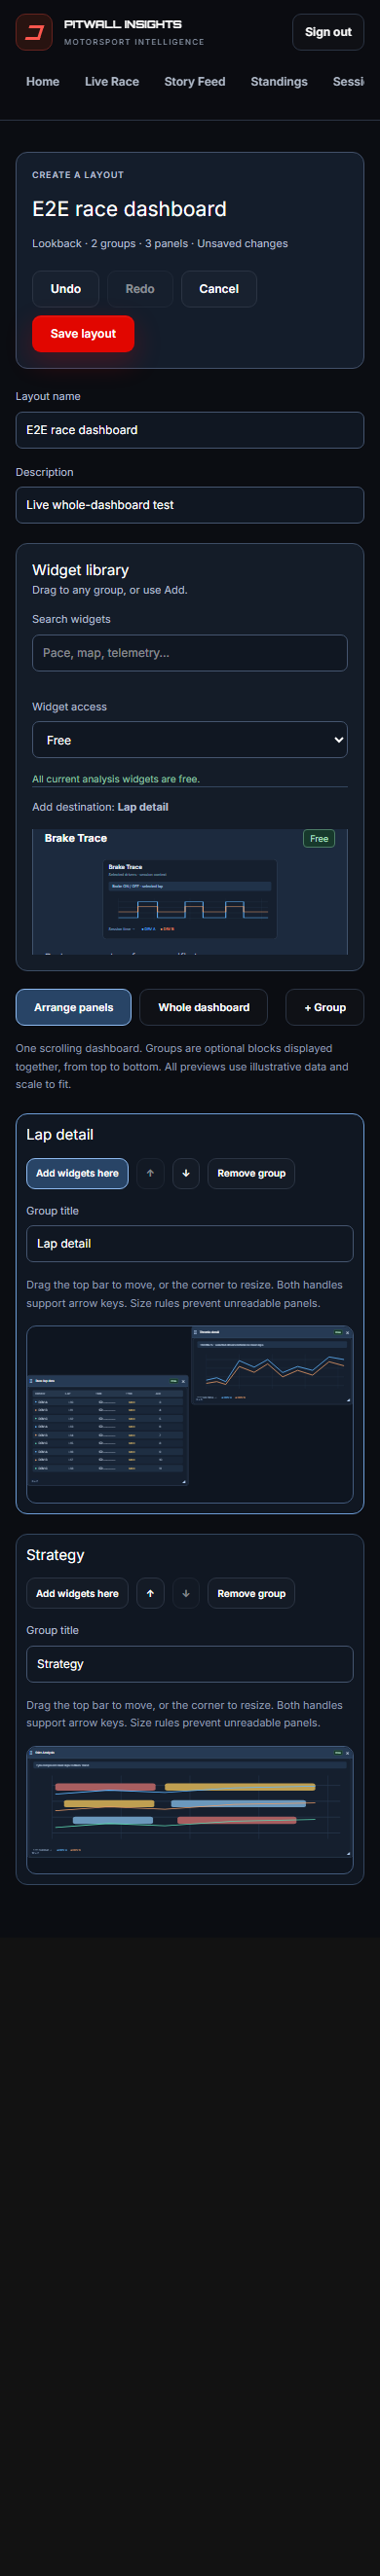 PITWALL INSIGHTS
MOTORSPORT INTELLIGENCE
Sign out
Home Live Race Story Feed Standings Sessi
CREATE A LAYOUT
E2E race dashboard
Lookback · 2 groups · 3 panels · Unsaved changes
Undo Redo Cancel
Save layout
Layout name
E2E race dashboard
Description
Live whole-dashboard test
Widget library
Drag to any group, or use Add.
Search widgets
Pace, map, telemetry...
Widget access
Free
All current analysis widgets are free.
Add destination: Lap detail
Brake Trace Free
Brake Trace
Brake ON / OFF · selected lap
Arrange panels Whole dashboard + Group
One scrolling dashboard. Groups are optional blocks displayed
together, from top to bottom. All previews use illustrative data and
scale to fit.
Lap detail
Add widgets here ↑ ↓ Remove group
Group title
Lap detail
Drag the top bar to move, or the corner to resize. Both handles
support arrow keys. Size rules prevent unreadable panels.
Strategy
Add widgets here ↑ ↓ Remove group
Group title
Strategy
Drag the top bar to move, or the corner to resize. Both handles
support arrow keys. Size rules prevent unreadable panels.